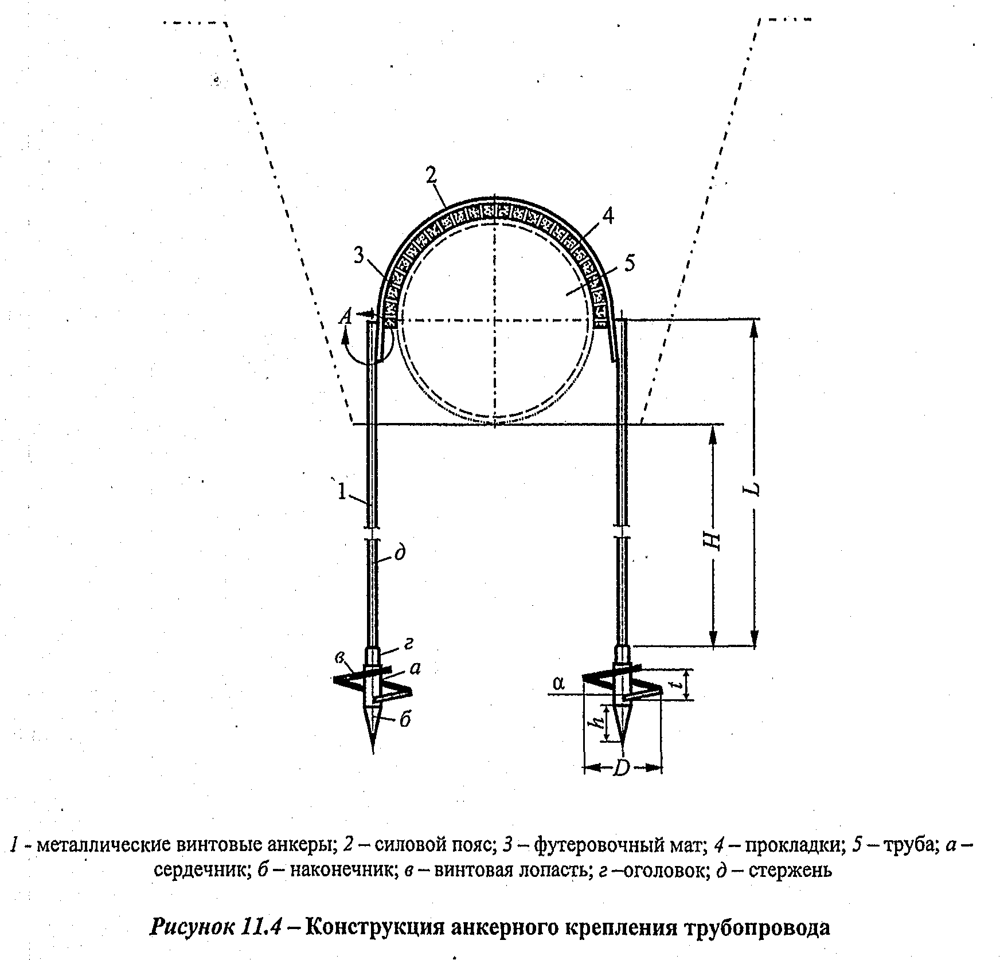 2
4
3
5
A
L
1
H
д
г
в
а
α
t
б
h
D
1 - металлические винтовые анкеры; 2 – силовой пояс; 3 – футеровочный мат; 4 – прокладки; 5 – труба; а –
сердечник; б – наконечник; в – винтовая лопасть; г –оголовок; д – стержень
Рисунок 11.4 – Конструкция анкерного крепления трубопровода